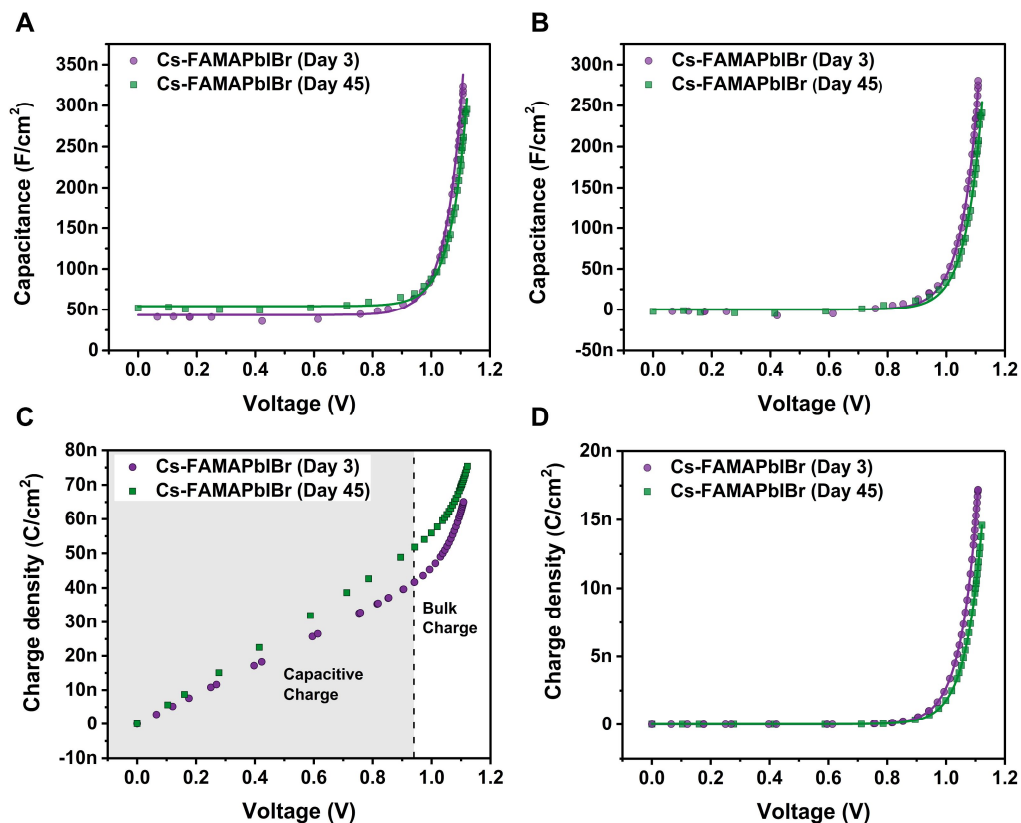 A
Capacitance (F/cm²)
350n
300n
250n
200n
150n
100n
50n
0
Cs-FAMAPbIBr (Day 3)
Cs-FAMAPbIBr (Day 45)
0.0 0.2 0.4 0.6 0.8 1.0 1.2
Voltage (V)
B
Capacitance (F/cm²)
300n
250n
200n
150n
100n
50n
0
-50n
Cs-FAMAPbIBr (Day 3)
Cs-FAMAPbIBr (Day 45)
0.0 0.2 0.4 0.6 0.8 1.0 1.2
Voltage (V)
C
Charge density (C/cm²)
80n
70n
60n
50n
40n
30n
20n
10n
0
-10n
Cs-FAMAPbIBr (Day 3)
Cs-FAMAPbIBr (Day 45)
Capacitive
Charge
Bulk
Charge
0.0 0.2 0.4 0.6 0.8 1.0 1.2
Voltage (V)
D
Charge density (C/cm²)
20n
15n
10n
5n
0
Cs-FAMAPbIBr (Day 3)
Cs-FAMAPbIBr (Day 45)
0.0 0.2 0.4 0.6 0.8 1.0 1.2
Voltage (V)